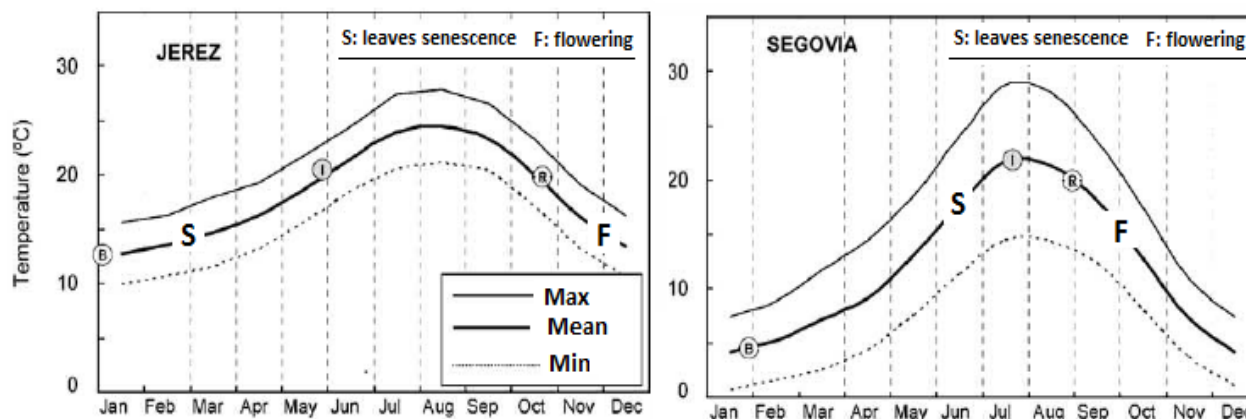 S: leaves senescence F: flowering
JEREZ
30
20
10
0
Temperature (ºC)
B
S
I
R
F
Max
Mean
Min
Jan Feb Mar Apr May Jun Jul Aug Sep Oct Nov Dec
S: leaves senescence F: flowering
SEGOVIA
30
20
10
0
B
S
I
R
F
Jan Feb Mar Apr May Jun Jul Aug Sep Oct Nov Dec